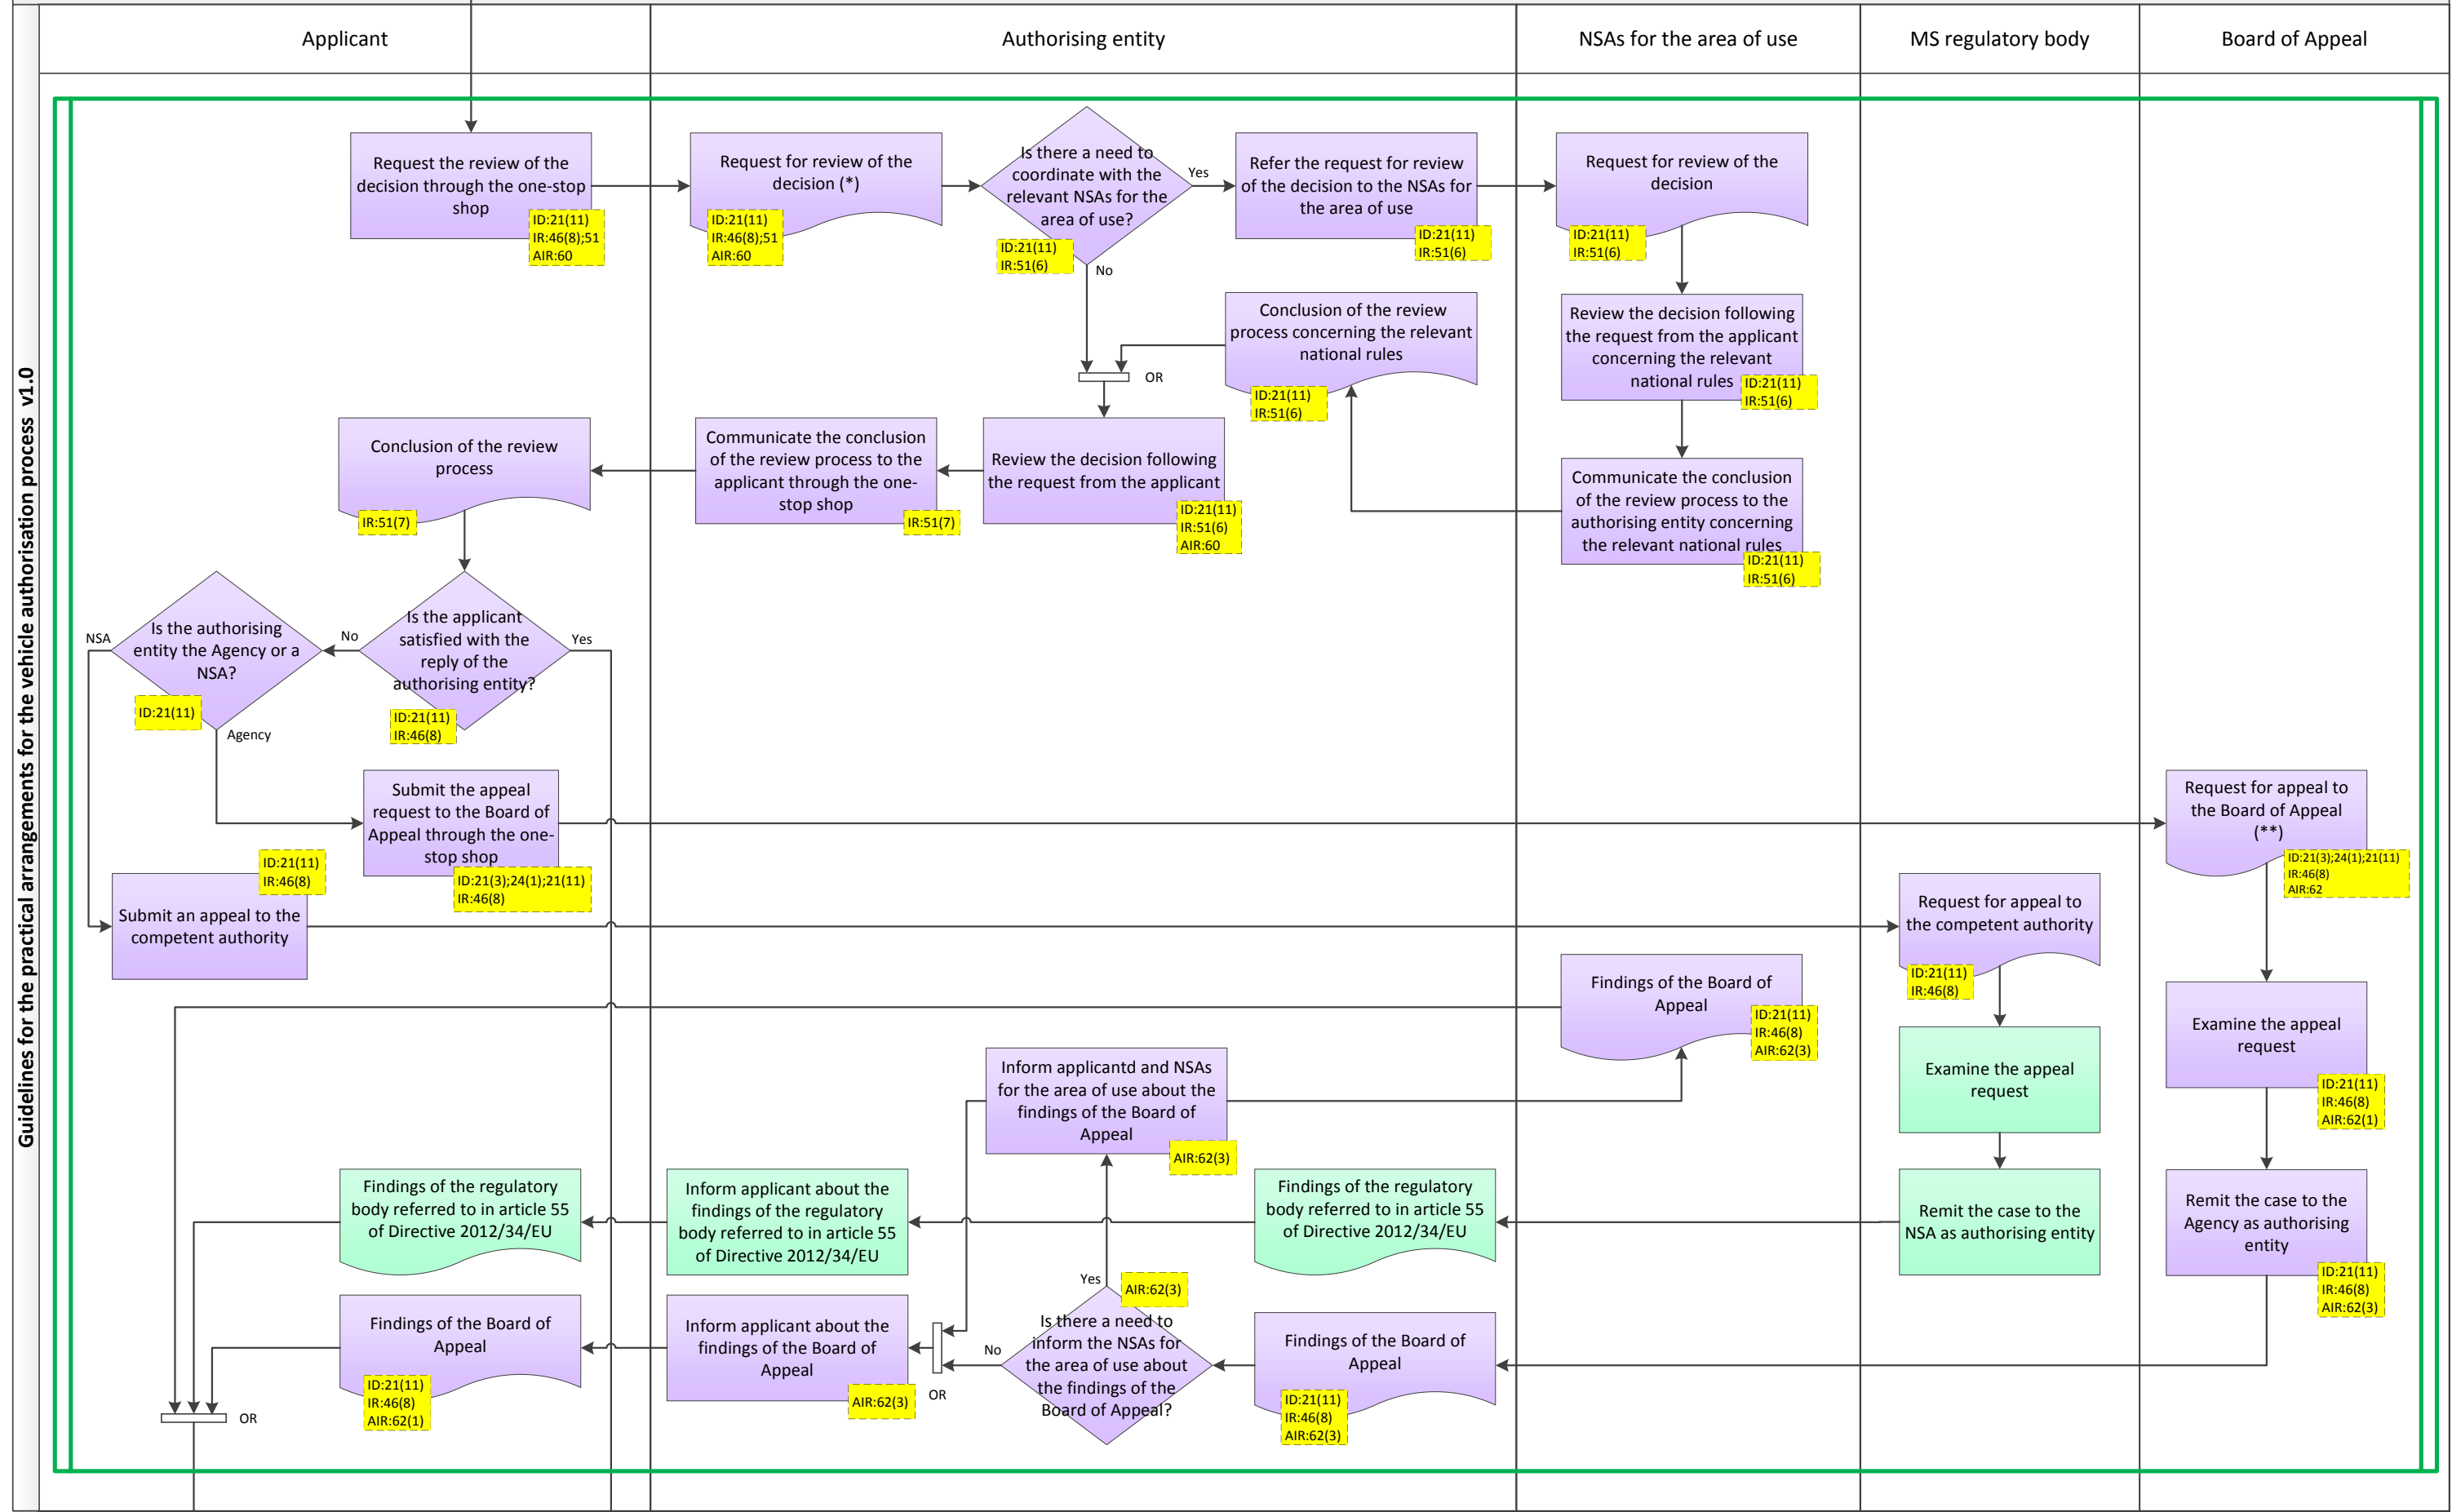 Guidelines for the practical arrangements for the vehicle authorisation process v1.0
Applicant
Authorising entity
NSAs for the area of use
MS regulatory body
Board of Appeal
Request the review of the
decision through the one-stop
shop
ID:21(11)
IR:46(8);51
AIR:60
Request for review of the
decision (*)
ID:21(11)
IR:46(8);51
AIR:60
Is there a need to
coordinate with the
relevant NSAs for the
area of use?
ID:21(11)
IR:51(6)
Yes
No
Refer the request for review
of the decision to the NSAs for
the area of use
ID:21(11)
IR:51(6)
Request for review of the
decision
ID:21(11)
IR:51(6)
Conclusion of the review
process concerning the relevant
national rules
ID:21(11)
IR:51(6)
OR
Review the decision following
the request from the applicant
concerning the relevant
national rules
ID:21(11)
IR:51(6)
Conclusion of the review
process
IR:51(7)
Communicate the conclusion
of the review process to the
applicant through the one-
stop shop
IR:51(7)
Review the decision following
the request from the applicant
ID:21(11)
IR:51(6)
AIR:60
Communicate the conclusion
of the review process to the
authorising entity concerning
the relevant national rules
ID:21(11)
IR:51(6)
NSA
Is the authorising
entity the Agency or a
NSA?
ID:21(11)
Agency
No
Is the applicant
satisfied with the
reply of the
authorising entity?
ID:21(11)
IR:46(8)
Yes
Submit the appeal
request to the Board of
Appeal through the one-
stop shop
ID:21(3);24(1);21(11)
IR:46(8)
Request for appeal to
the Board of Appeal
(**)
ID:21(3);24(1);21(11)
IR:46(8)
AIR:62
ID:21(11)
IR:46(8)
Submit an appeal to the
competent authority
Request for appeal to
the competent authority
ID:21(11)
IR:46(8)
Findings of the Board of
Appeal
ID:21(11)
IR:46(8)
AIR:62(3)
Examine the appeal
request
ID:21(11)
IR:46(8)
AIR:62(1)
Inform applicantd and NSAs
for the area of use about the
findings of the Board of
Appeal
AIR:62(3)
Examine the appeal
request
Findings of the regulatory
body referred to in article 55
of Directive 2012/34/EU
Inform applicant about the
findings of the regulatory
body referred to in article 55
of Directive 2012/34/EU
Findings of the regulatory
body referred to in article 55
of Directive 2012/34/EU
Remit the case to the
NSA as authorising entity
Remit the case to the
Agency as authorising
entity
ID:21(11)
IR:46(8)
AIR:62(3)
Findings of the Board of
Appeal
ID:21(11)
IR:46(8)
AIR:62(1)
OR
Inform applicant about the
findings of the Board of
Appeal
AIR:62(3)
OR
No
Yes
AIR:62(3)
Is there a need to
inform the NSAs for
the area of use about
the findings of the
Board of Appeal?
Findings of the Board of
Appeal
ID:21(11)
IR:46(8)
AIR:62(3)